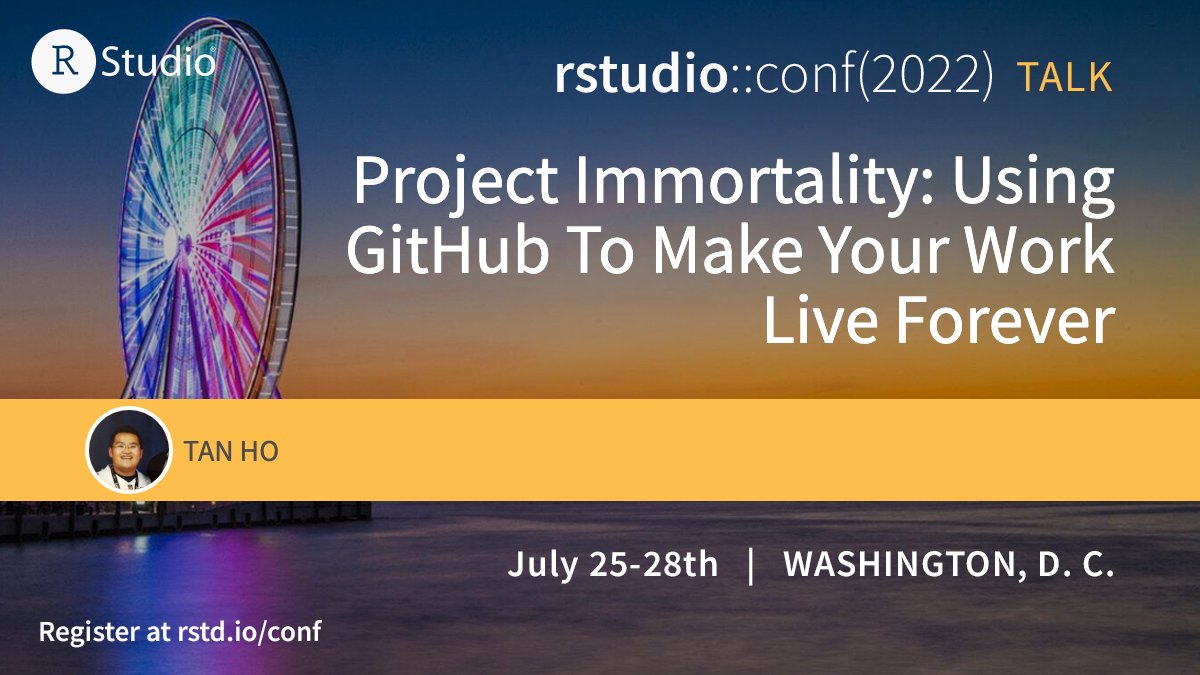 R Studio®
rstudio::conf(2022) TALK
Project Immortality: Using
GitHub To Make Your Work
Live Forever
TAN HO
July 25-28th | WASHINGTON, D. C.
Register at rstd.io/conf